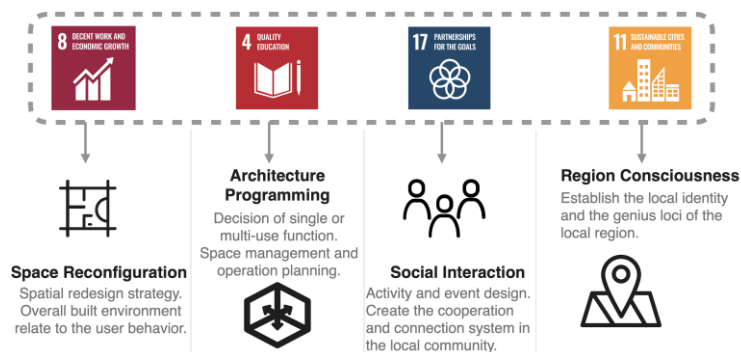 8 DECENT WORK AND
ECONOMIC GROWTH
4 QUALITY
EDUCATION
17 PARTNERSHIPS
FOR THE GOALS
11 SUSTAINABLE CITIES
AND COMMUNITIES
Space Reconfiguration
Spatial redesign strategy.
Overall built environment
relate to the user behavior.
Architecture
Programming
Decision of single or
multi-use function.
Space management and
operation planning.
Social Interaction
Activity and event design.
Create the cooperation
and connection system in
the local community.
Region Consciousness
Establish the local identity
and the genius loci of the
local region.